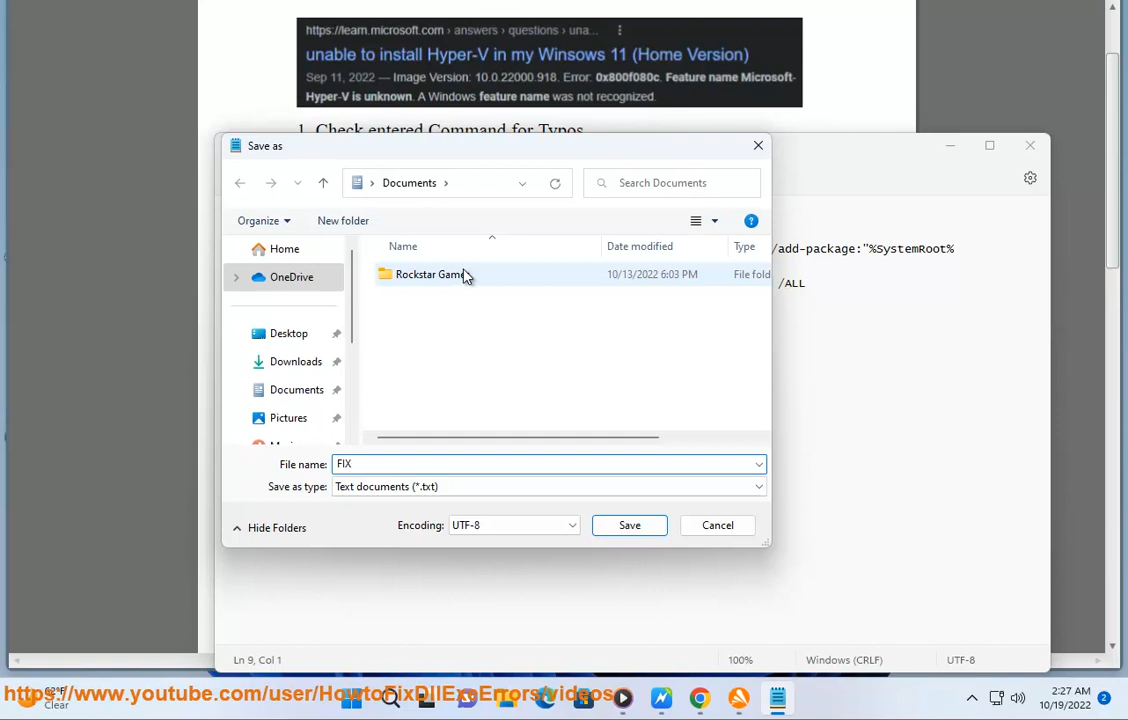 https://learn.microsoft.com › answers › questions › una...
unable to install Hyper-V in my Winsows 11 (Home Version)
Sep 11, 2022 — Image Version: 10.0.22000.918. Error: 0x800f080c. Feature name Microsoft-
Hyper-V is unknown. A Windows feature name was not recognized.
1. Check entered Command for Typos
Save as
Documents
Search Documents
Organize
New folder
Name
Date modified
Type
Home
OneDrive
Rockstar Game
10/13/2022 6:03 PM
File fold
/add-package:"%SystemRoot%
/ALL
Desktop
Downloads
Documents
Pictures
File name: FIX
Save as type: Text documents (*.txt)
Hide Folders
Encoding: UTF-8
Save
Cancel
Ln 9, Col 1
100%
Windows (CRLF)
UTF-8
https://www.youtube.com/user/HowtoFixDllExeErrors/videos
Clear
2:27 AM
10/19/2022
2